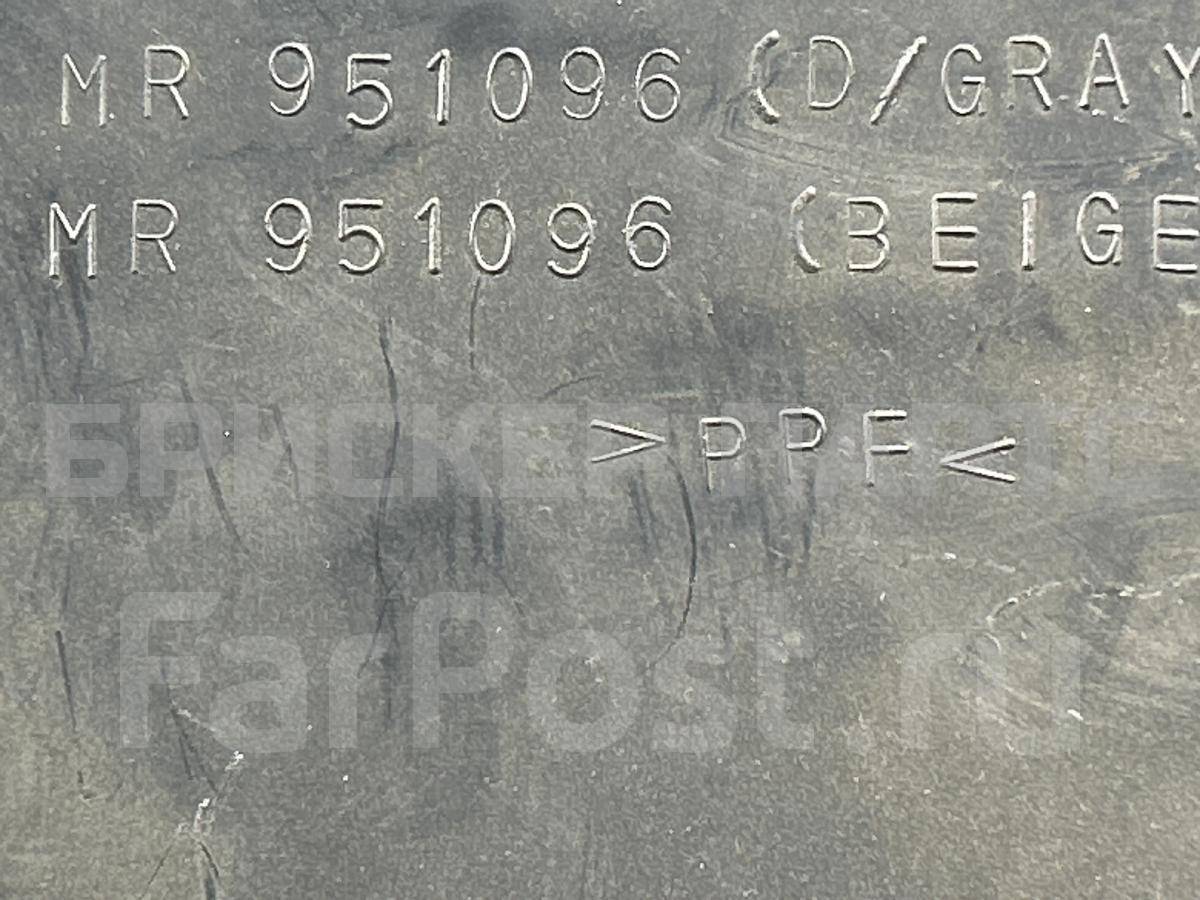 MR 951096 (D/GRAY
MR 951096 (BEIGE
>PPF<
FarPost.ru